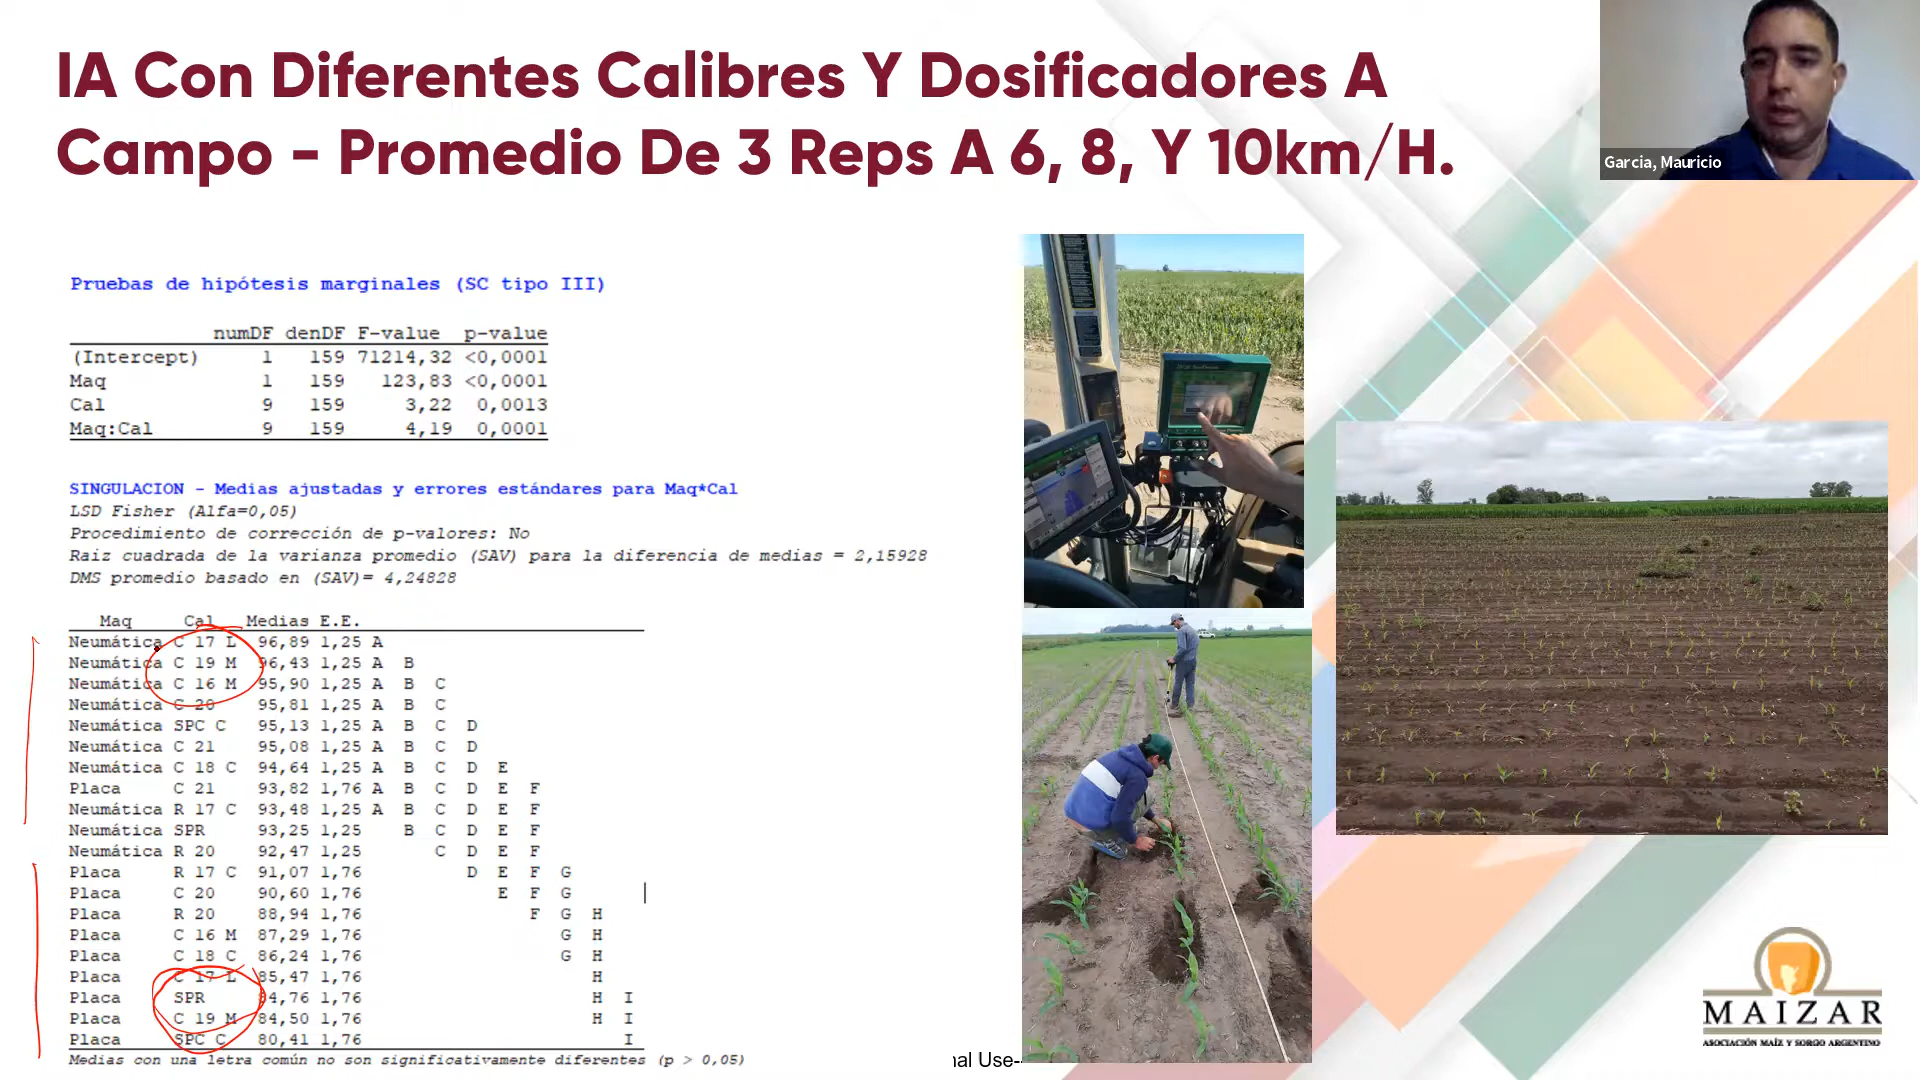 IA Con Diferentes Calibres Y Dosificadores A
Campo - Promedio De 3 Reps A 6, 8, Y 10km/H.
Garcia, Mauricio
Pruebas de hipótesis marginales (SC tipo III)
numDF denDF F-value p-value
(Intercept) 1 159 71214,32 <0,0001
Maq 1 159 123,83 <0,0001
Cal 9 159 3,22 0,0013
Maq:Cal 9 159 4,19 0,0001
SINGULACION - Medias ajustadas y errores estándares para Maq*Cal
LSD Fisher (Alfa=0,05)
Procedimiento de corrección de p-valores: No
Raiz cuadrada de la varianza promedio (SAV) para la diferencia de medias = 2,15928
DMS promedio basado en (SAV)= 4,24828
Maq Cal Medias E.E.
Neumática C 17 L 96,89 1,25 A
Neumática C 19 M 96,43 1,25 A B
Neumática C 16 M 95,90 1,25 A B C
Neumática C 20 95,81 1,25 A B C
Neumática SPC C 95,13 1,25 A B C D
Neumática C 21 95,08 1,25 A B C D
Neumática C 18 C 94,64 1,25 A B C D E
Placa C 21 93,82 1,76 A B C D E F
Neumática R 17 C 93,48 1,25 A B C D E F
Neumática SPR 93,25 1,25 B C D E F
Neumática R 20 92,47 1,25 C D E F
Placa R 17 C 91,07 1,76 D E F G
Placa C 20 90,60 1,76 E F G
Placa R 20 88,94 1,76 F G H
Placa C 16 M 87,29 1,76 G H
Placa C 18 C 86,24 1,76 G H
Placa C 17 L 85,47 1,76 H
Placa SPR 84,76 1,76 H I
Placa C 19 M 84,50 1,76 H I
Placa SPC C 80,41 1,76 I
Medias con una letra común no son significativamente diferentes (p > 0,05)
nal Use-
MAIZAR
ASOCIACIÓN MAÍZ Y SORGO ARGENTINO